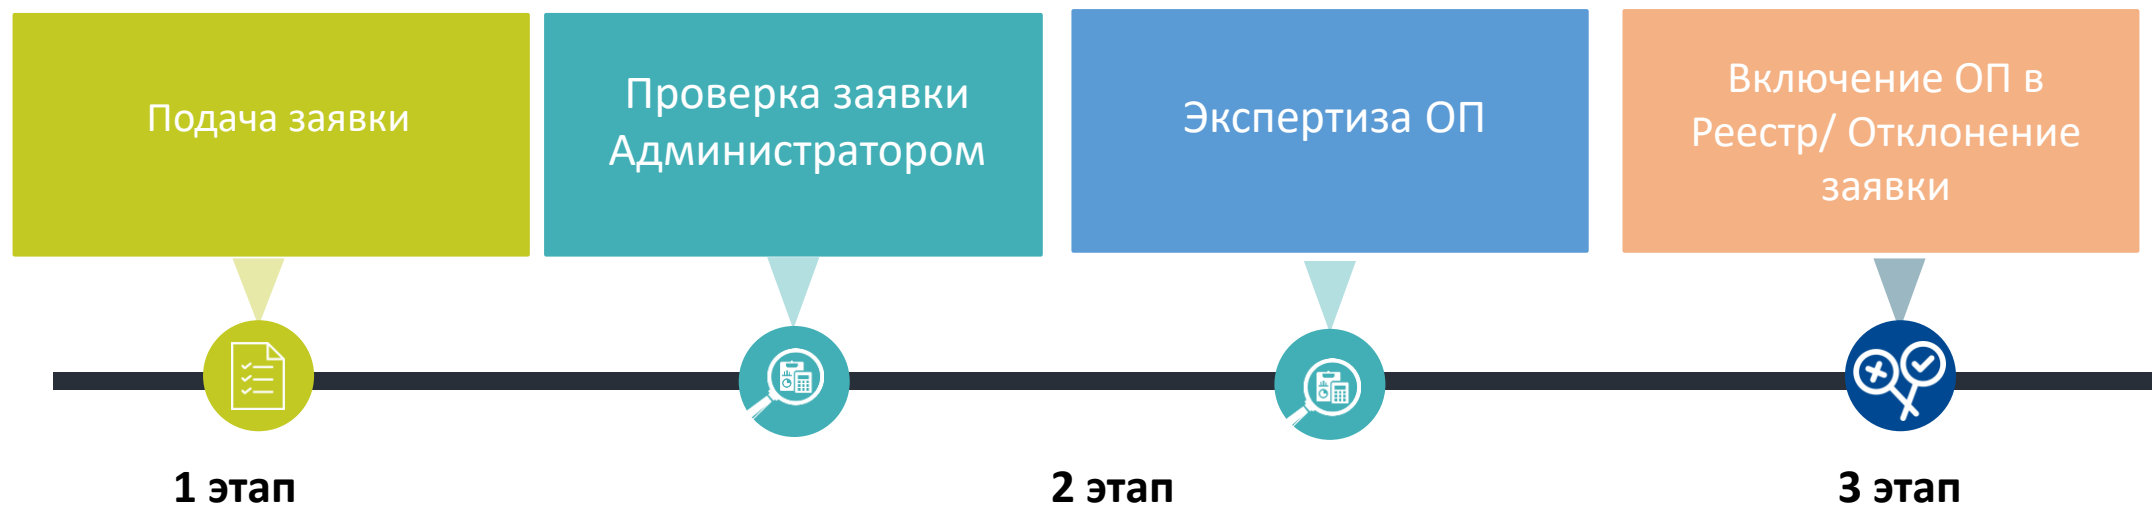 Подача заявки
Проверка заявки
Администратором
Экспертиза ОП
Включение ОП в
Реестр/ Отклонение
заявки
1 этап
2 этап
3 этап